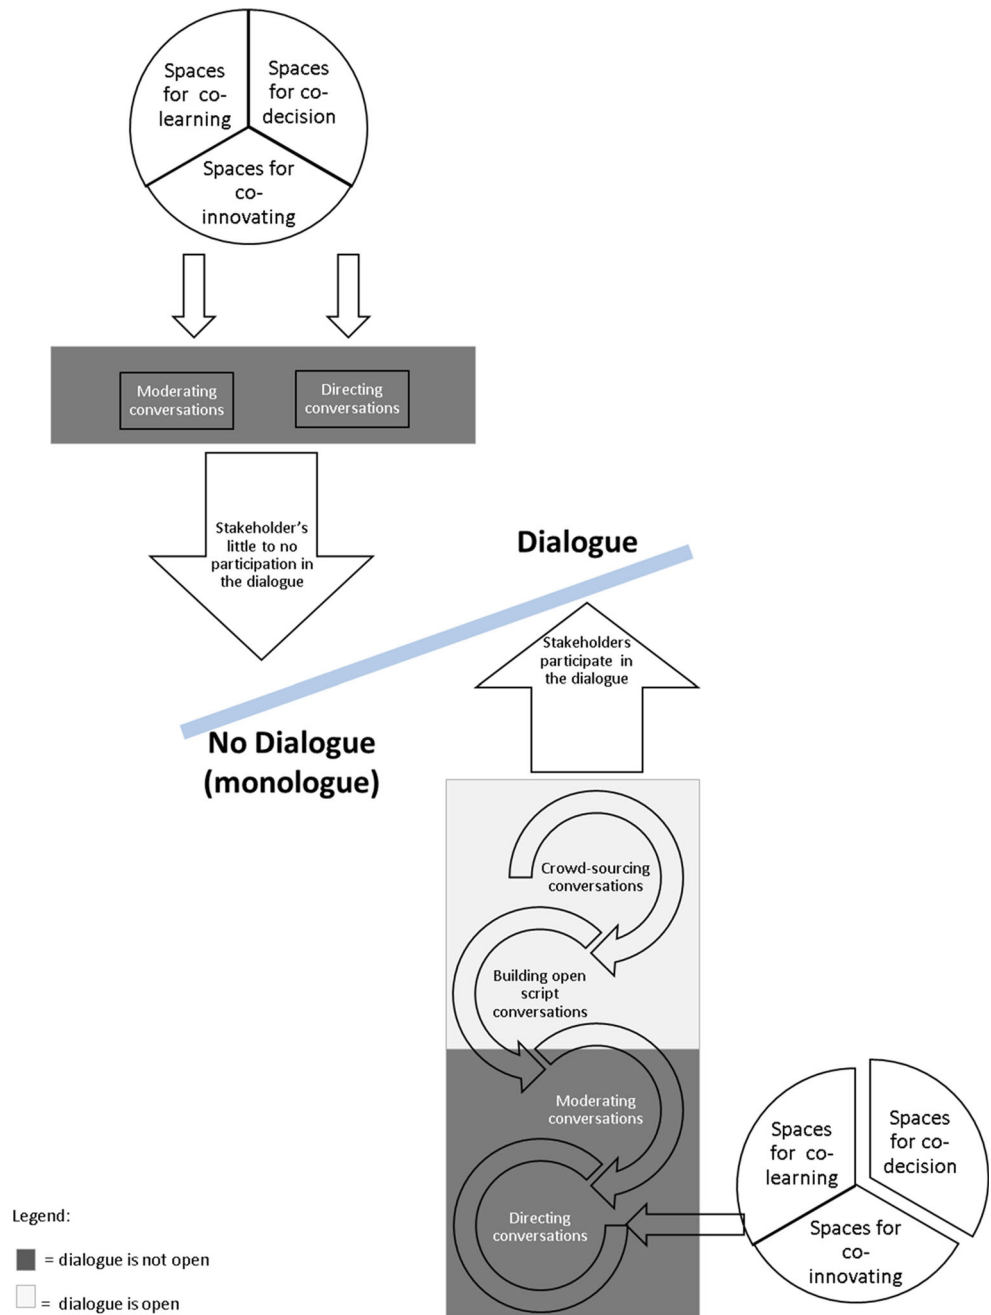 Spaces
for co-
learning
Spaces
for co-
decision
Spaces for
co-
innovating
Moderating
conversations
Directing
conversations
Stakeholder's
little to no
participation in
the dialogue
Dialogue
Stakeholders
participate in
the dialogue
No Dialogue
(monologue)
Crowd-sourcing
conversations
Building open
script
conversations
Moderating
conversations
Directing
conversations
Spaces
for co-
learning
Spaces
for co-
decision
Spaces for
co-
innovating
Legend:
= dialogue is not open
= dialogue is open